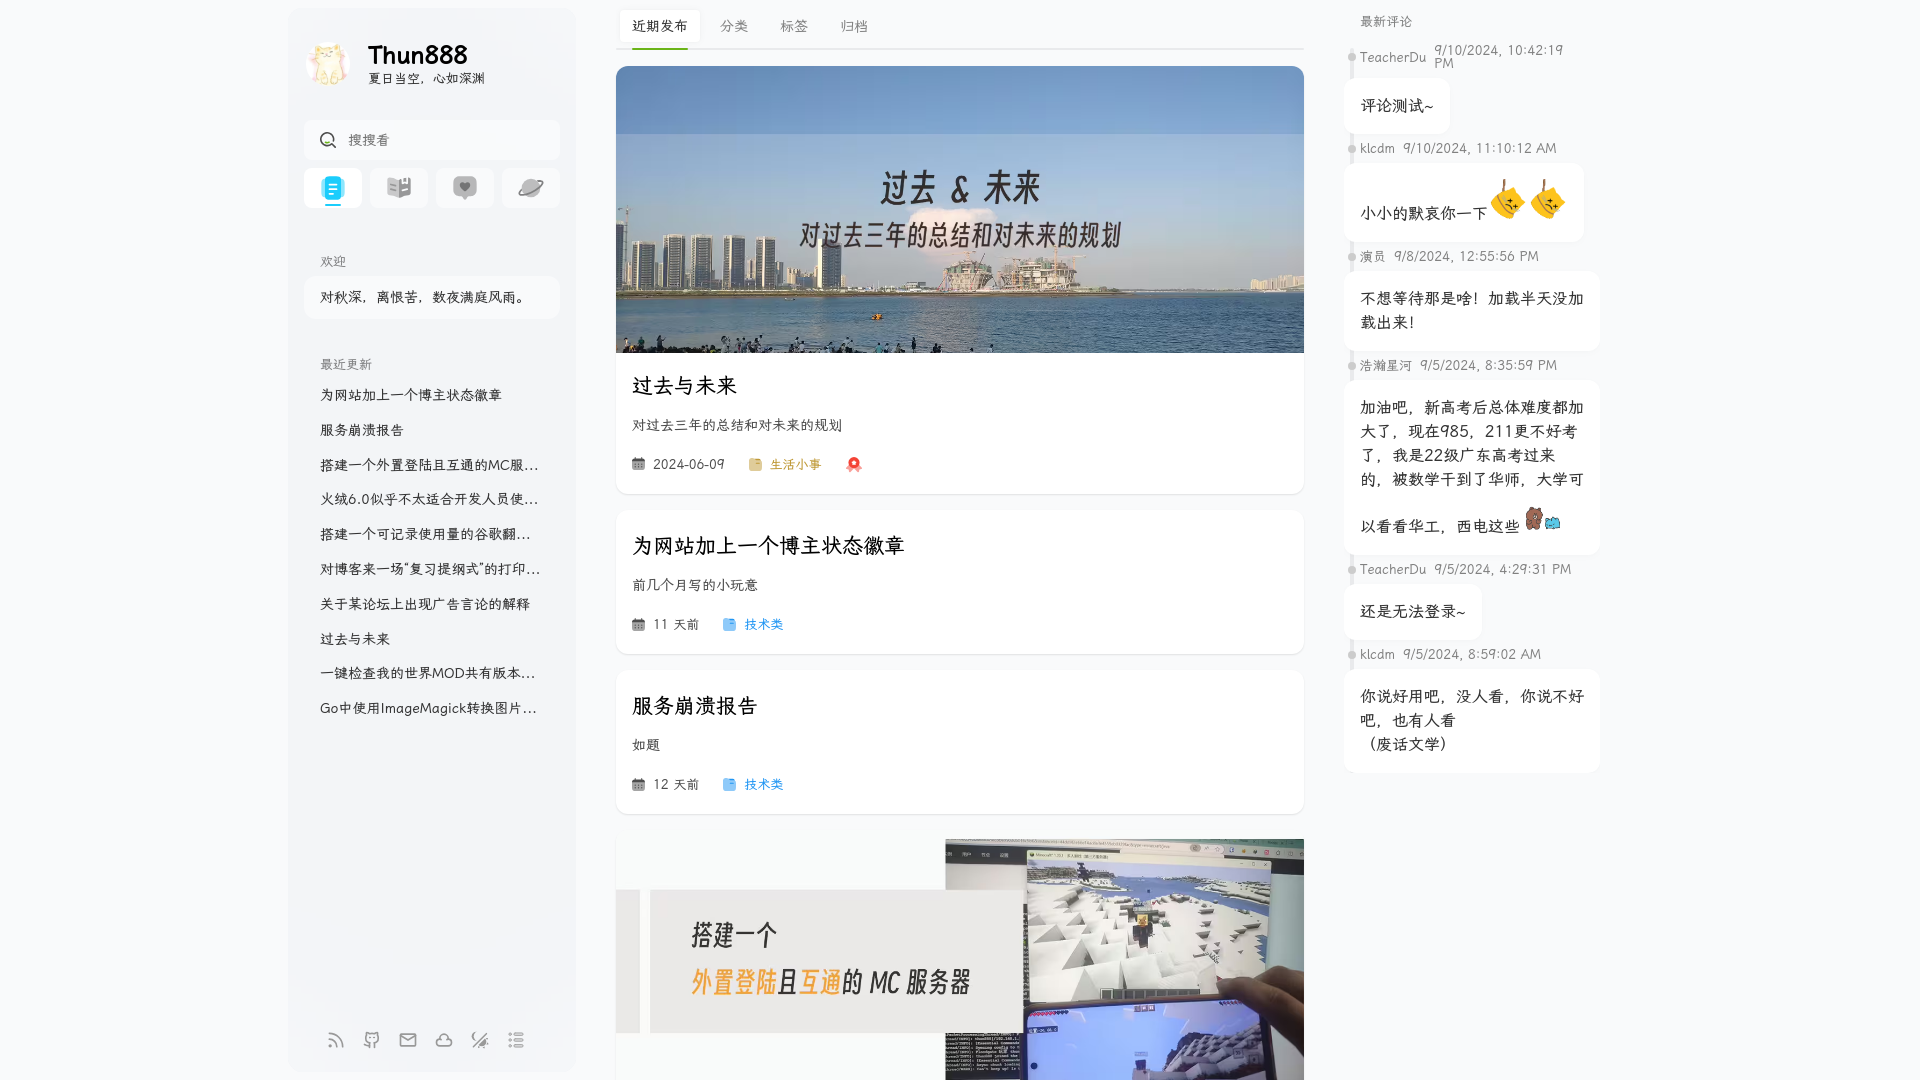 Thun888
夏日当空，心如深渊
搜搜看
欢迎
对秋深，离恨苦，数夜满庭风雨。
最近更新
为网站加上一个博主状态徽章
服务崩溃报告
搭建一个外置登陆且互通的MC服...
火绒6.0似乎不太适合开发人员使...
搭建一个可记录使用量的谷歌翻...
对博客来一场“复习提纲式”的打印...
关于某论坛上出现广告言论的解释
过去与未来
一键检查我的世界MOD共有版本...
Go中使用ImageMagick转换图片...
近期发布 分类 标签 归档
过去 & 未来
对过去三年的总结和对未来的规划
过去与未来
对过去三年的总结和对未来的规划
2024-06-09 生活小事
为网站加上一个博主状态徽章
前几个月写的小玩意
11 天前 技术类
服务崩溃报告
如题
12 天前 技术类
搭建一个
外置登陆且互通的 MC 服务器
最新评论
TeacherDu 9/10/2024, 10:42:19 PM
评论测试~
klcdm 9/10/2024, 11:10:12 AM
小小的默哀你一下
演员 9/8/2024, 12:55:56 PM
不想等待那是啥！加载半天没加
载出来！
浩瀚星河 9/5/2024, 8:35:59 PM
加油吧，新高考后总体难度都加
大了，现在985，211更不好考
了，我是22级广东高考过来
的，被数学干到了华师，大学可
以看看华工，西电这些
TeacherDu 9/5/2024, 4:29:31 PM
还是无法登录~
klcdm 9/5/2024, 8:59:02 AM
你说好用吧，没人看，你说不好
吧，也有人看
（废话文学）